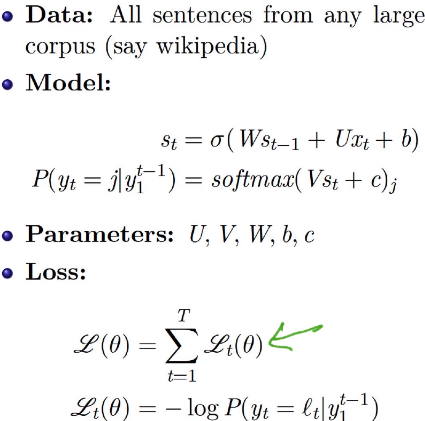 Data: All sentences from any large
corpus (say wikipedia)
Model:
s_t = σ(Ws_{t−1} + Ux_t + b)
P(y_t = j|y_1^{t−1}) = softmax(Vs_t + c)_j
Parameters: U, V, W, b, c
Loss:
ℒ(θ) = ∑_{t=1}^{T} ℒ_t(θ)
ℒ_t(θ) = − log P(y_t = ℓ_t|y_1^{t−1})